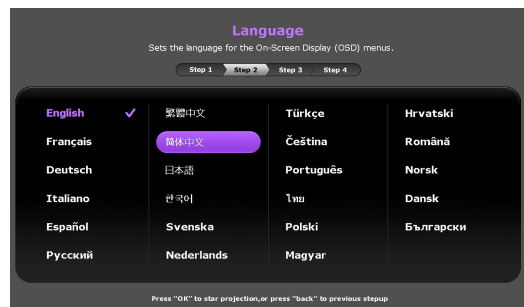 Language
Sets the language for the On-Screen Display (OSD) menus.
Step 1 Step 2 Step 3 Step 4
English 繁體中文 Türkçe Hrvatski
Français 简体中文 Čeština Română
Deutsch 日本語 Português Norsk
Italiano 한국어 ไทย Dansk
Español Svenska Polski Български
Русский Nederlands Magyar
Press "OK" to star projection,or press "back" to previous stepup